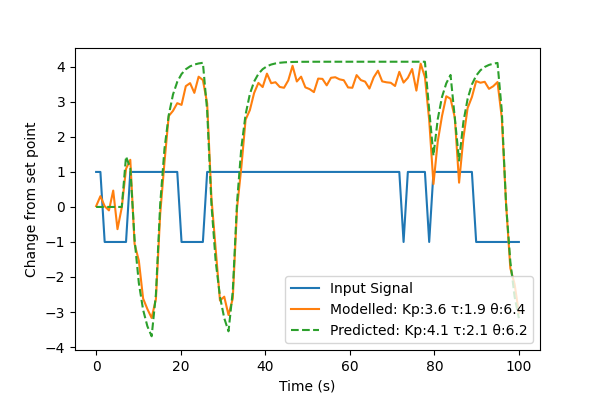 Change from set point
4
3
2
1
0
−1
−2
−3
−4
Input Signal
Modelled: Kp:3.6 τ:1.9 θ:6.4
Predicted: Kp:4.1 τ:2.1 θ:6.2
0 20 40 60 80 100
Time (s)